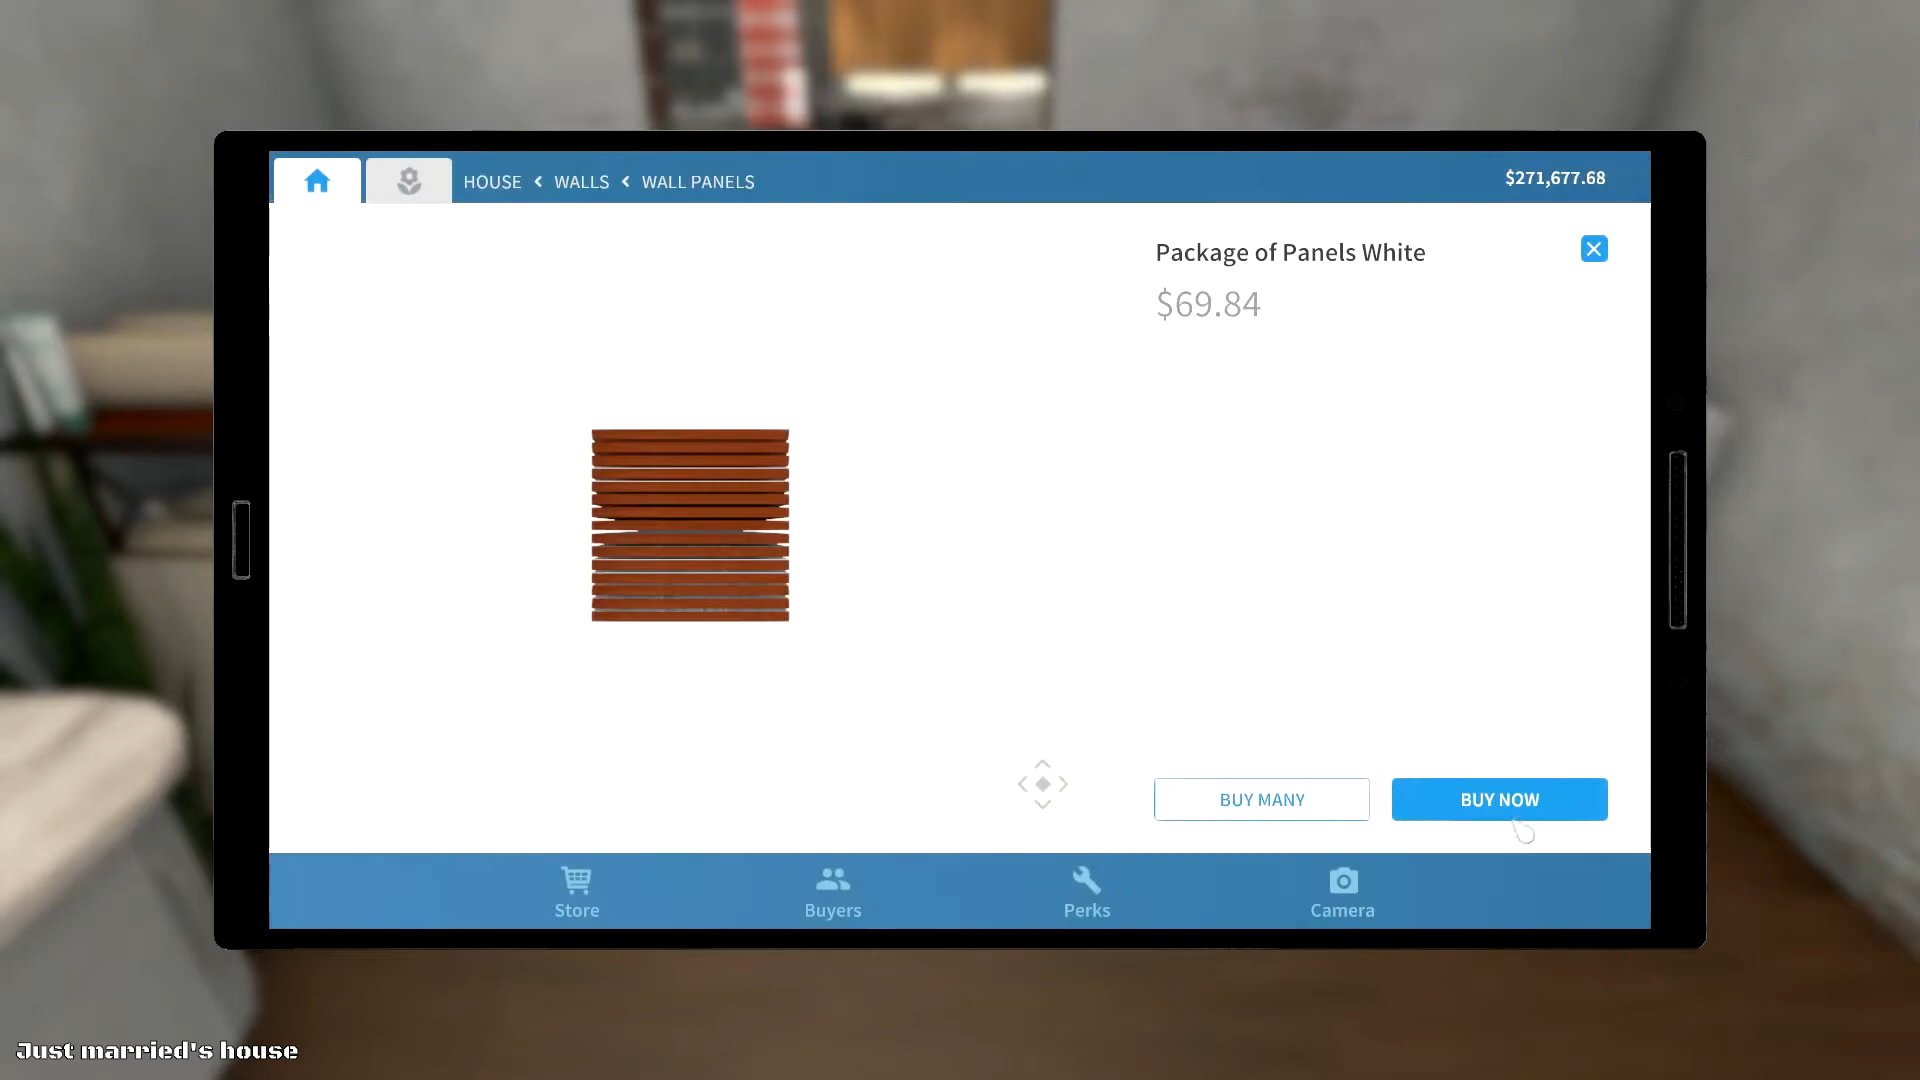 HOUSE < WALLS < WALL PANELS
$271,677.68
Package of Panels White
$69.84
BUY MANY
BUY NOW
Store
Buyers
Perks
Camera
Just married's house